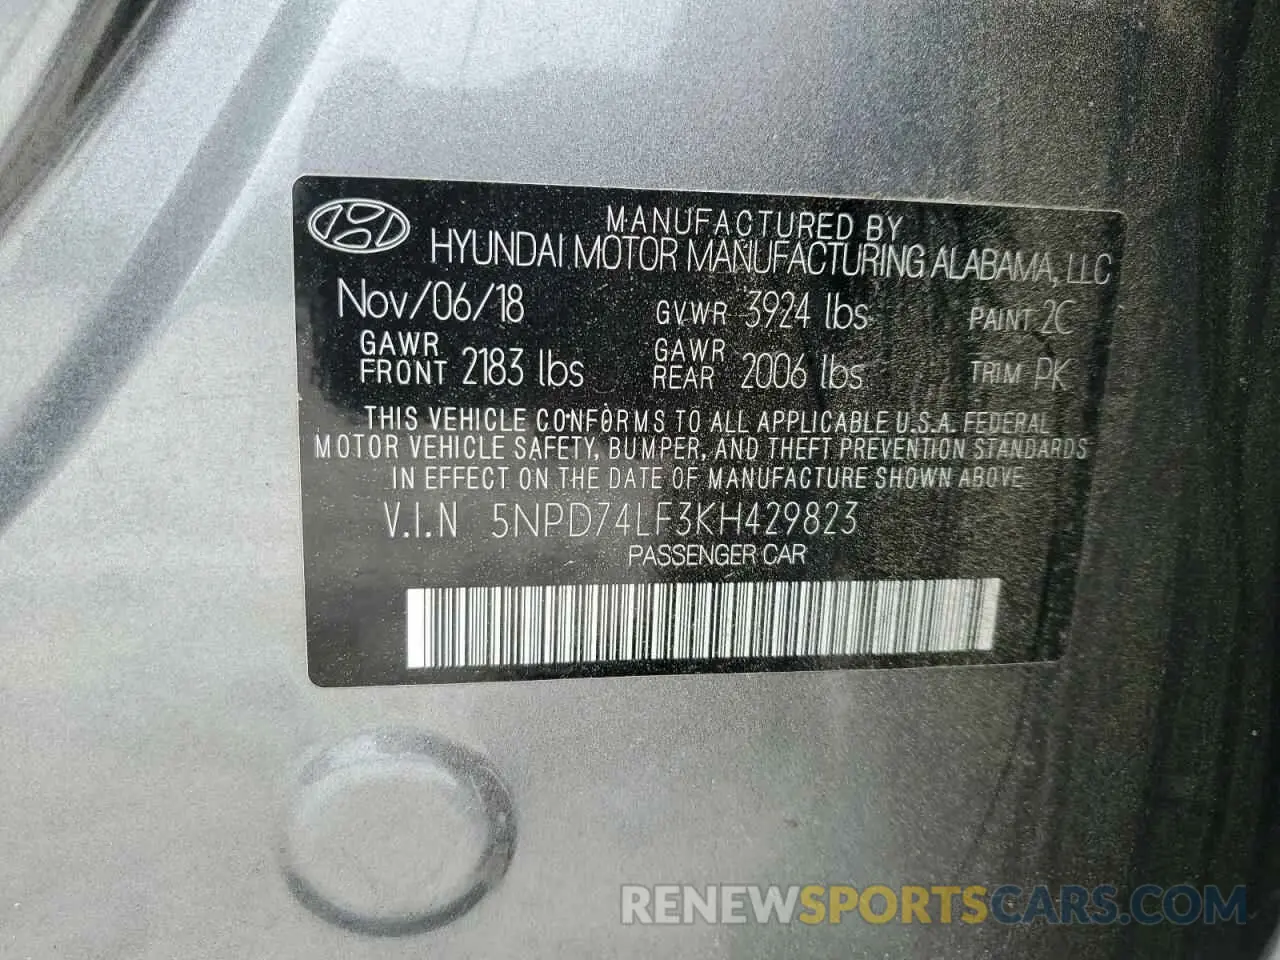 MANUFACTURED BY
HYUNDAI MOTOR MANUFACTURING ALABAMA, LLC
Nov/06/18 GVWR 3924 lbs PAINT 2C
GAWR FRONT 2183 lbs GAWR REAR 2006 lbs TRIM PK
THIS VEHICLE CONFORMS TO ALL APPLICABLE U.S.A. FEDERAL
MOTOR VEHICLE SAFETY, BUMPER, AND THEFT PREVENTION STANDARDS
IN EFFECT ON THE DATE OF MANUFACTURE SHOWN ABOVE
V.I.N 5NPD74LF3KH429823
PASSENGER CAR
RENEWSPORTSCARS.COM